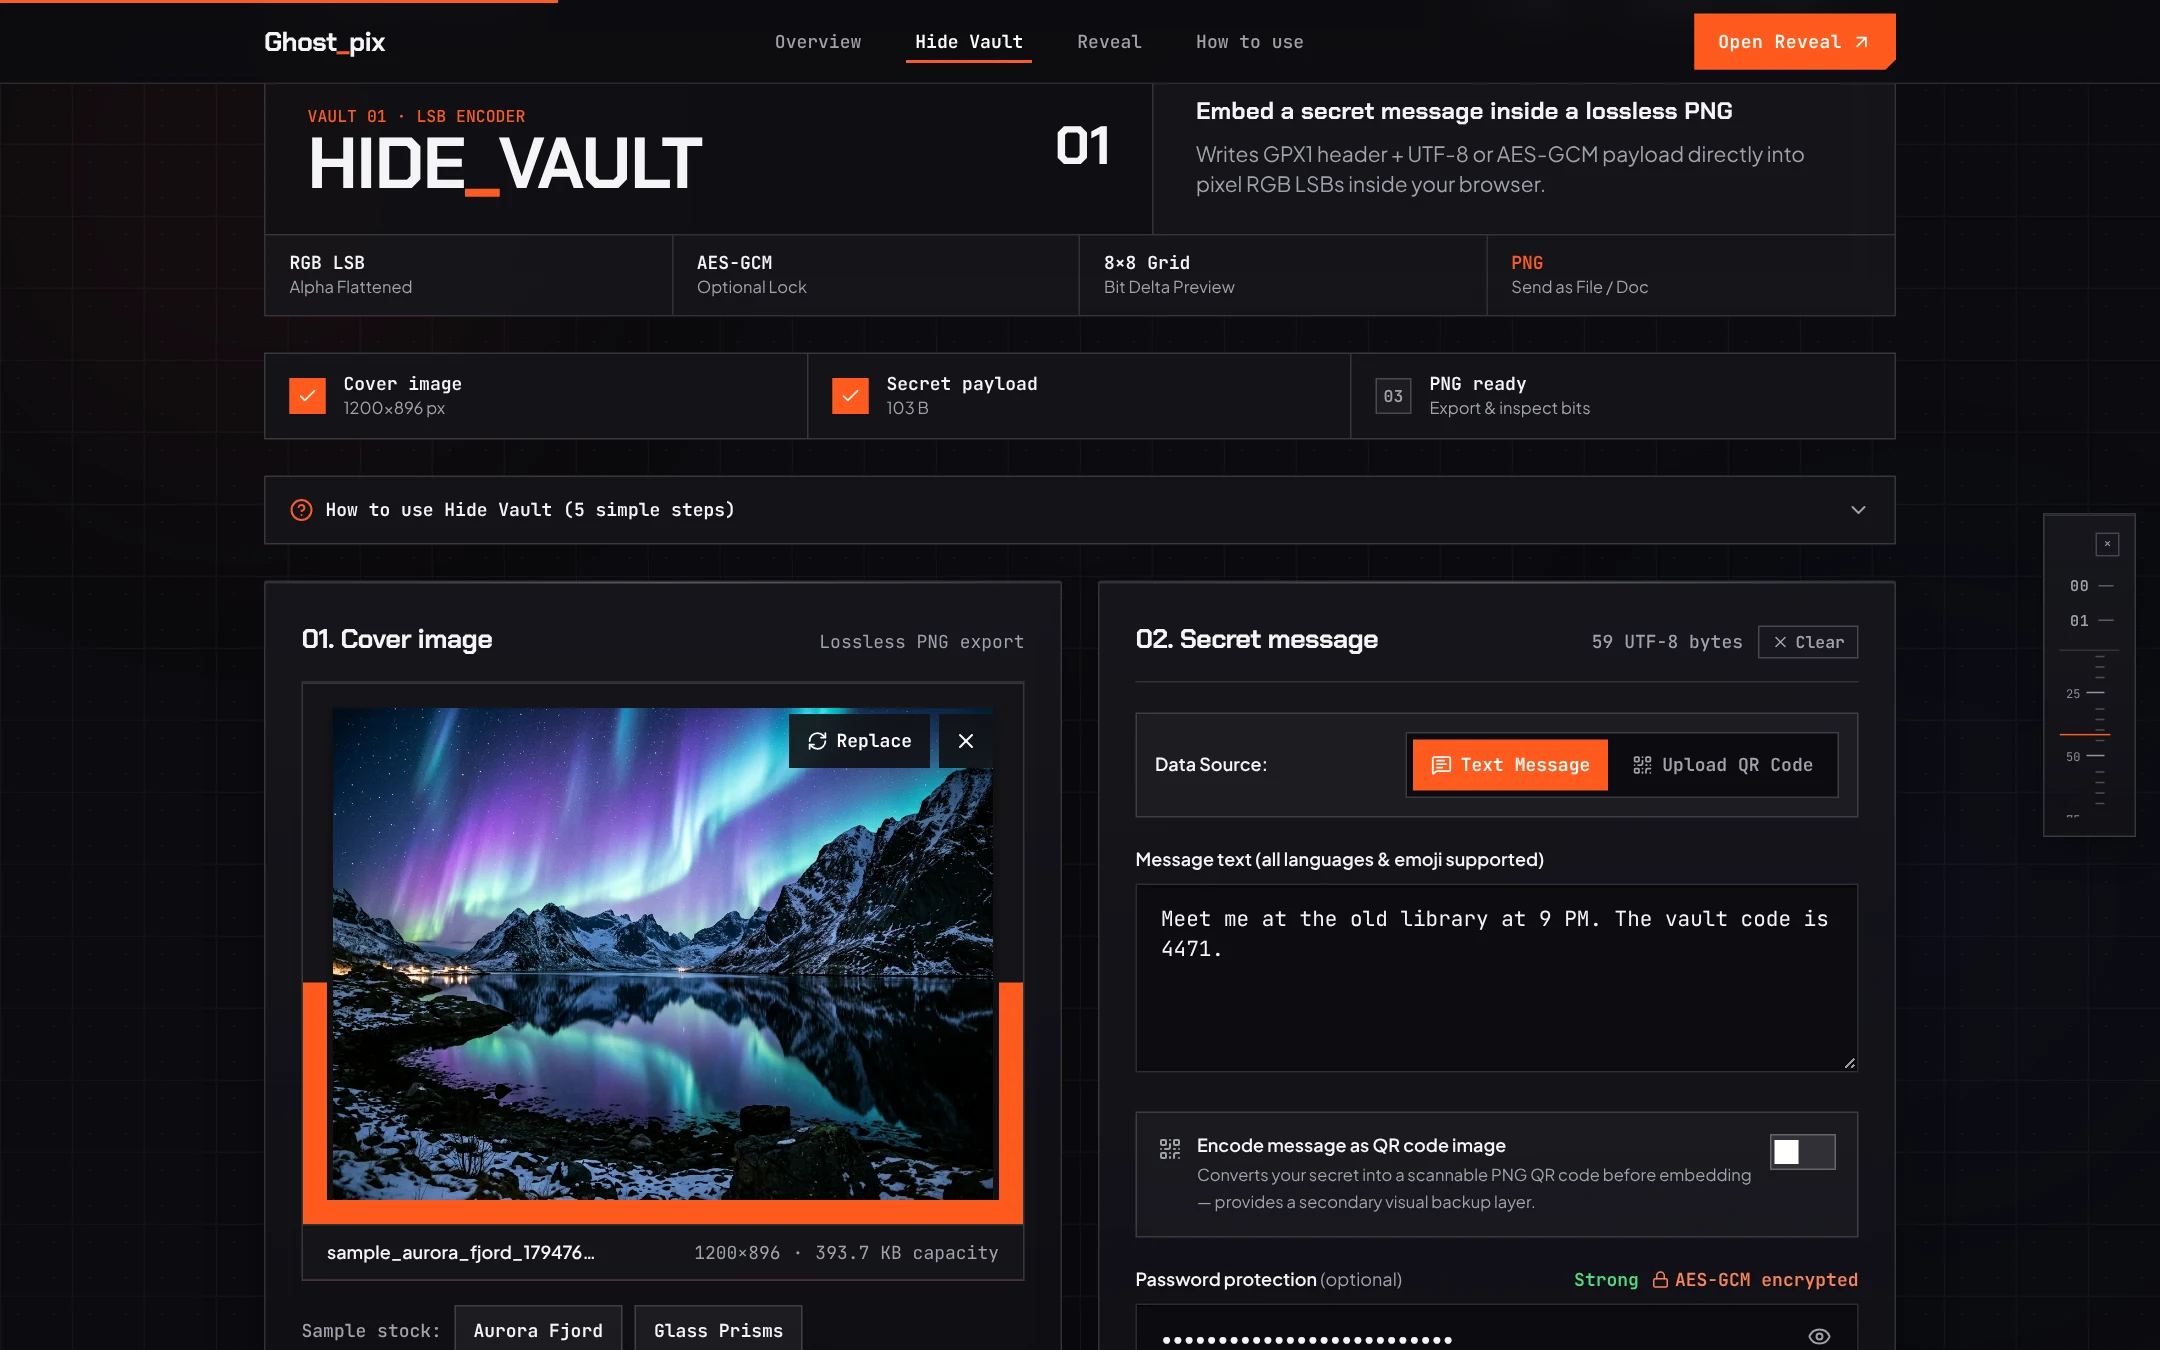 Ghost_pix
Overview
Hide Vault
Reveal
How to use
Open Reveal
VAULT 01 · LSB ENCODER
HIDE_VAULT
01
Embed a secret message inside a lossless PNG
Writes GPX1 header + UTF-8 or AES-GCM payload directly into
pixel RGB LSBs inside your browser.
RGB LSB
Alpha Flattened
AES-GCM
Optional Lock
8×8 Grid
Bit Delta Preview
PNG
Send as File / Doc
Cover image
1200×896 px
Secret payload
103 B
03
PNG ready
Export & inspect bits
How to use Hide Vault (5 simple steps)
00
01
25
50
01. Cover image
Lossless PNG export
Replace
sample_aurora_fjord_179476…
1200×896 · 393.7 KB capacity
Sample stock:
Aurora Fjord
Glass Prisms
02. Secret message
59 UTF-8 bytes
Clear
Data Source:
Text Message
Upload QR Code
Message text (all languages & emoji supported)
Meet me at the old library at 9 PM. The vault code is
4471.
Encode message as QR code image
Converts your secret into a scannable PNG QR code before embedding
— provides a secondary visual backup layer.
Password protection (optional)
Strong
AES-GCM encrypted